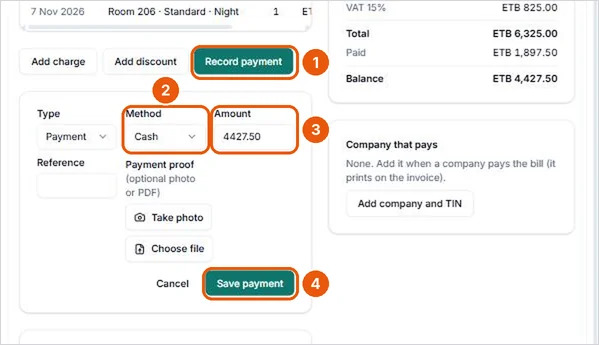 7 Nov 2026 Room 206 · Standard · Night 1
VAT 15% ETB 825.00
Total ETB 6,325.00
Paid ETB 1,897.50
Balance ETB 4,427.50
Add charge Add discount Record payment 1
2
Type Method Amount
Payment Cash 4427.50 3
Reference Payment proof
(optional photo
or PDF)
Take photo
Choose file
Cancel Save payment 4
Company that pays
None. Add it when a company pays the bill (it
prints on the invoice).
Add company and TIN